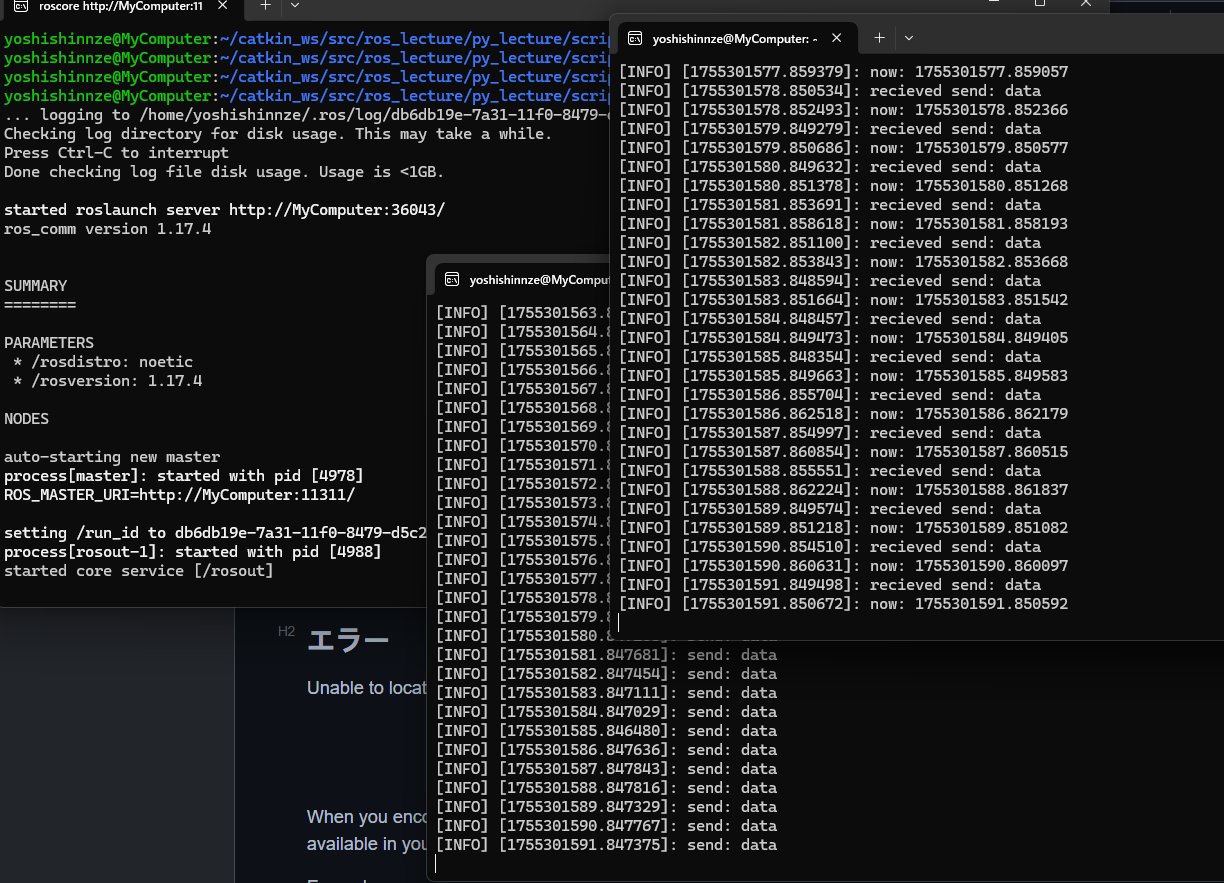 roscore http://MyComputer:11
yoshishinnze@MyComputer:~/catkin_ws/src/ros_lecture/py_lecture/scrip
yoshishinnze@MyComputer:~/catkin_ws/src/ros_lecture/py_lecture/scrip
yoshishinnze@MyComputer:~/catkin_ws/src/ros_lecture/py_lecture/scrip
yoshishinnze@MyComputer:~/catkin_ws/src/ros_lecture/py_lecture/scrip
... logging to /home/yoshishinnze/.ros/log/db6db19e-7a31-11f0-8479-
Checking log directory for disk usage. This may take a while.
Press Ctrl-C to interrupt
Done checking log file disk usage. Usage is <1GB.
started roslaunch server http://MyComputer:36043/
ros_comm version 1.17.4
SUMMARY
========
PARAMETERS
* /rosdistro: noetic
* /rosversion: 1.17.4
NODES
auto-starting new master
process[master]: started with pid [4978]
ROS_MASTER_URI=http://MyComputer:11311/
setting /run_id to db6db19e-7a31-11f0-8479-d5c2
process[rosout-1]: started with pid [4988]
started core service [/rosout]
H2 エラー
Unable to locat
When you enco
available in you
yoshishinnze@MyComput
[INFO] [1755301563.8
[INFO] [1755301564.8
[INFO] [1755301565.8
[INFO] [1755301566.8
[INFO] [1755301567.8
[INFO] [1755301568.8
[INFO] [1755301569.8
[INFO] [1755301570.8
[INFO] [1755301571.8
[INFO] [1755301572.8
[INFO] [1755301573.8
[INFO] [1755301574.8
[INFO] [1755301575.8
[INFO] [1755301576.8
[INFO] [1755301577.8
[INFO] [1755301578.8
[INFO] [1755301579.8
[INFO] [1755301580.8
[INFO] [1755301581.847681]: send: data
[INFO] [1755301582.847454]: send: data
[INFO] [1755301583.847111]: send: data
[INFO] [1755301584.847029]: send: data
[INFO] [1755301585.846480]: send: data
[INFO] [1755301586.847636]: send: data
[INFO] [1755301587.847843]: send: data
[INFO] [1755301588.847816]: send: data
[INFO] [1755301589.847329]: send: data
[INFO] [1755301590.847767]: send: data
[INFO] [1755301591.847375]: send: data
yoshishinnze@MyComputer: ~
[INFO] [1755301577.859379]: now: 1755301577.859057
[INFO] [1755301578.850534]: recieved send: data
[INFO] [1755301578.852493]: now: 1755301578.852366
[INFO] [1755301579.849279]: recieved send: data
[INFO] [1755301579.850686]: now: 1755301579.850577
[INFO] [1755301580.849632]: recieved send: data
[INFO] [1755301580.851378]: now: 1755301580.851268
[INFO] [1755301581.853691]: recieved send: data
[INFO] [1755301581.858618]: now: 1755301581.858193
[INFO] [1755301582.851100]: recieved send: data
[INFO] [1755301582.853843]: now: 1755301582.853668
[INFO] [1755301583.848594]: recieved send: data
[INFO] [1755301583.851664]: now: 1755301583.851542
[INFO] [1755301584.848457]: recieved send: data
[INFO] [1755301584.849473]: now: 1755301584.849405
[INFO] [1755301585.848354]: recieved send: data
[INFO] [1755301585.849663]: now: 1755301585.849583
[INFO] [1755301586.855704]: recieved send: data
[INFO] [1755301586.862518]: now: 1755301586.862179
[INFO] [1755301587.854997]: recieved send: data
[INFO] [1755301587.860854]: now: 1755301587.860515
[INFO] [1755301588.855551]: recieved send: data
[INFO] [1755301588.862224]: now: 1755301588.861837
[INFO] [1755301589.849574]: recieved send: data
[INFO] [1755301589.851218]: now: 1755301589.851082
[INFO] [1755301590.854510]: recieved send: data
[INFO] [1755301590.860631]: now: 1755301590.860097
[INFO] [1755301591.849498]: recieved send: data
[INFO] [1755301591.850672]: now: 1755301591.850592